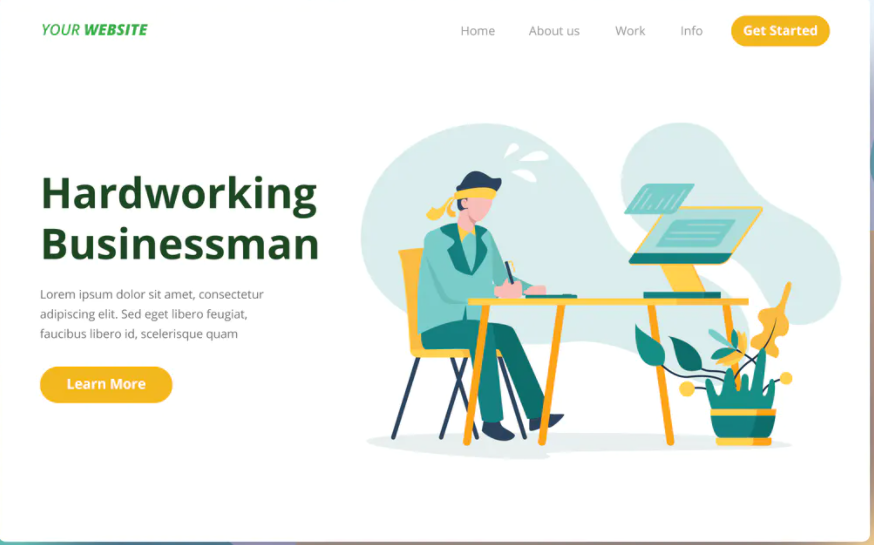 YOUR WEBSITE
Home
About us
Work
Info
Get Started
Hardworking
Businessman
Lorem ipsum dolor sit amet, consectetur
adipiscing elit. Sed eget libero feugiat,
faucibus libero id, scelerisque quam
Learn More